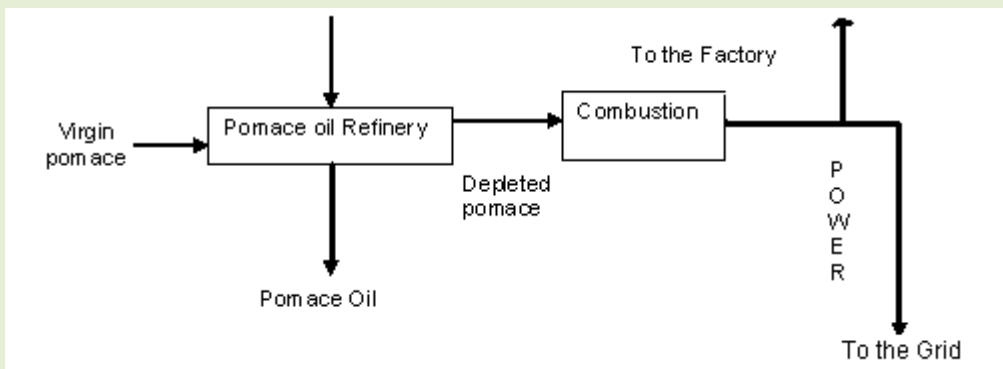 To the Factory
Virgin
pomace
Pomace oil Refinery
Combustion
Depleted
pomace
P
O
W
E
R
Pomace Oil
To the Grid